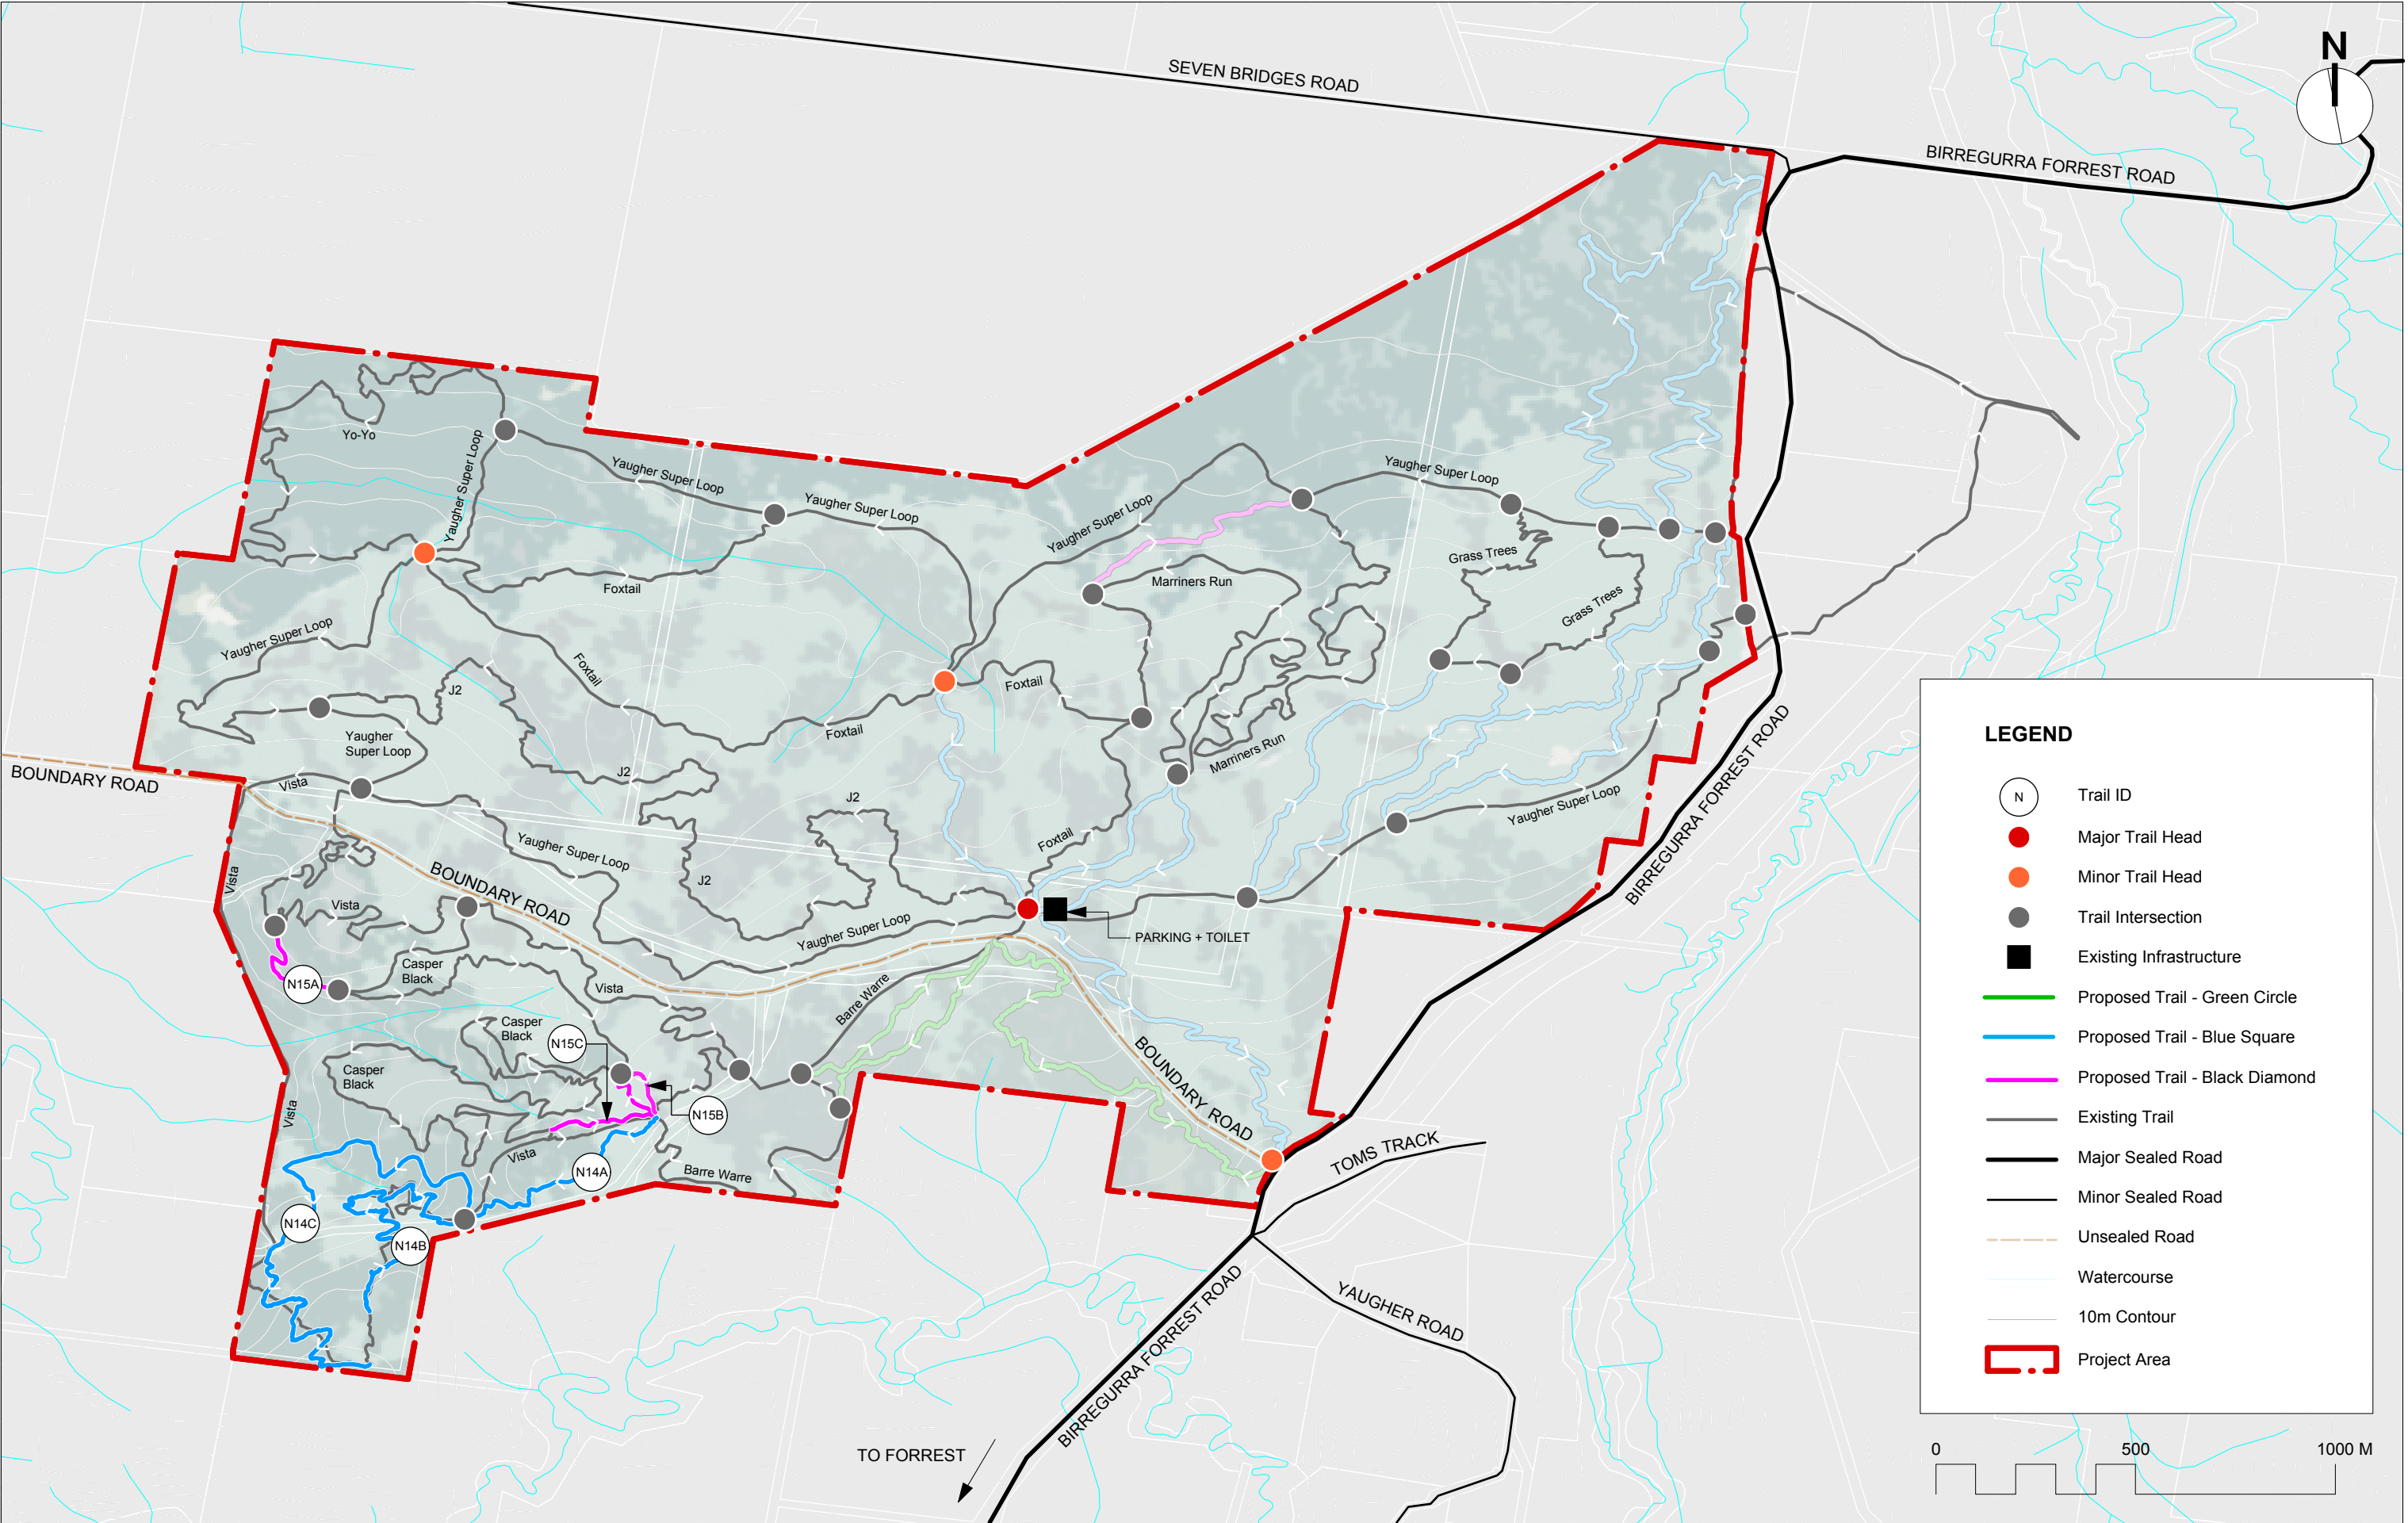 SEVEN BRIDGES ROAD
N
BIRREGURRA FORREST ROAD
Yo-Yo
Yaugher Super Loop
Yaugher Super Loop
Yaugher Super Loop
Yaugher Super Loop
Yaugher Super Loop
Grass Trees
Marriners Run
Foxtail
Grass Trees
Yaugher Super Loop
Foxtail
Foxtail
J2
Foxtail
Yaugher
Super Loop
Marriners Run
J2
BOUNDARY ROAD
Vista
Yaugher Super Loop
J2
BIRREGURRA FORREST ROAD
Foxtail
Yaugher Super Loop
Vista
BOUNDARY ROAD
J2
Vista
Yaugher Super Loop
PARKING + TOILET
Casper
Black
N15A
Vista
Barre Warre
Casper
Black
N15C
Casper
Black
BOUNDARY ROAD
Vista
N15B
Vista
TOMS TRACK
N14A
Barre Warre
N14C
N14B
YAUGHER ROAD
BIRREGURRA FORREST ROAD
TO FORREST
LEGEND
N Trail ID
Major Trail Head
Minor Trail Head
Trail Intersection
Existing Infrastructure
Proposed Trail - Green Circle
Proposed Trail - Blue Square
Proposed Trail - Black Diamond
Existing Trail
Major Sealed Road
Minor Sealed Road
Unsealed Road
Watercourse
10m Contour
Project Area
0 500 1000 M